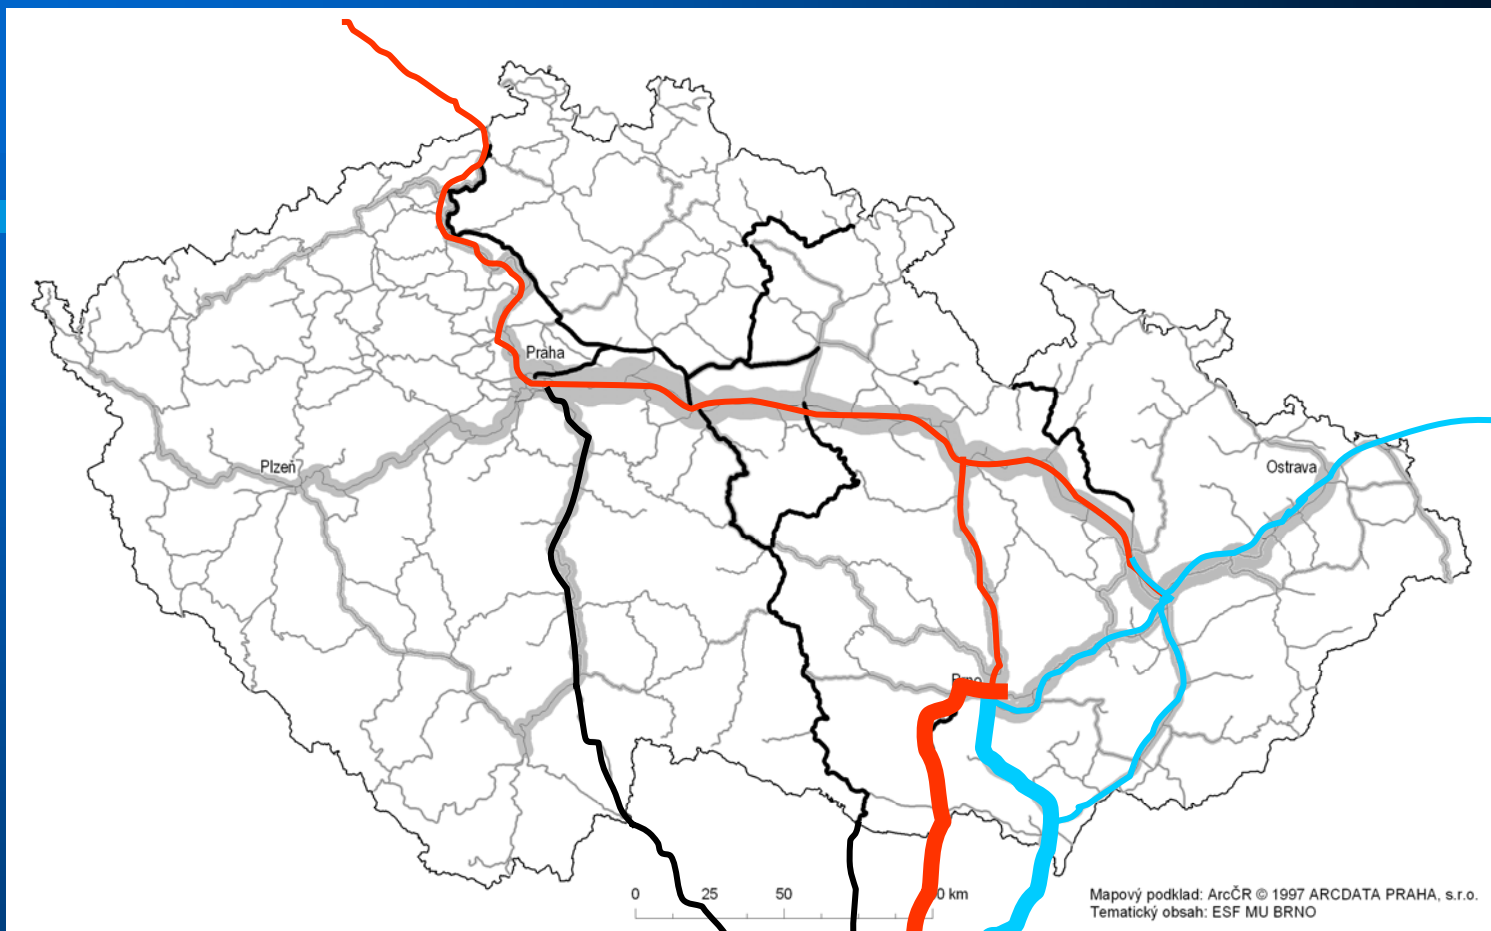 Praha
Plzeň
Ostrava
0 25 50 0 km
Mapový podklad: ArcČR © 1997 ARCDATA PRAHA, s.r.o.
Tematický obsah: ESF MU BRNO